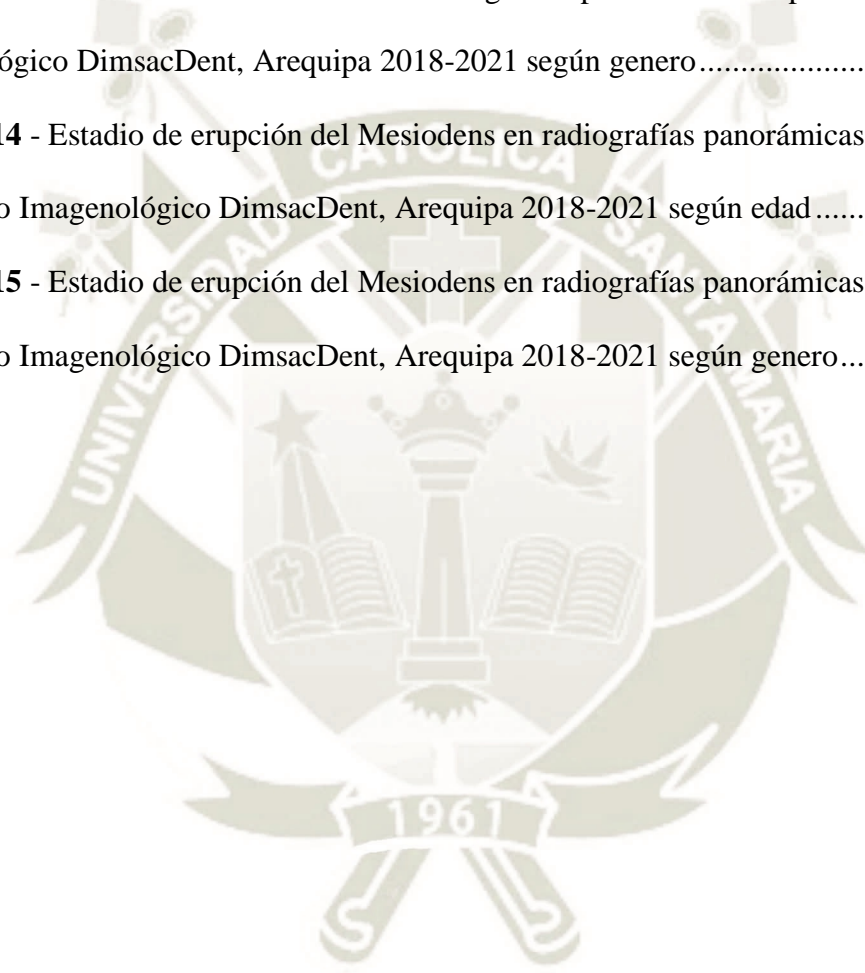 ógico DimsacDent, Arequipa 2018-2021 según genero...................
14 - Estadio de erupción del Mesiodens en radiografías panorámicas
o Imagenológico DimsacDent, Arequipa 2018-2021 según edad......
15 - Estadio de erupción del Mesiodens en radiografías panorámicas
o Imagenológico DimsacDent, Arequipa 2018-2021 según genero...
UNIVERSIDAD CATOLICA SANTA MARIA
1961